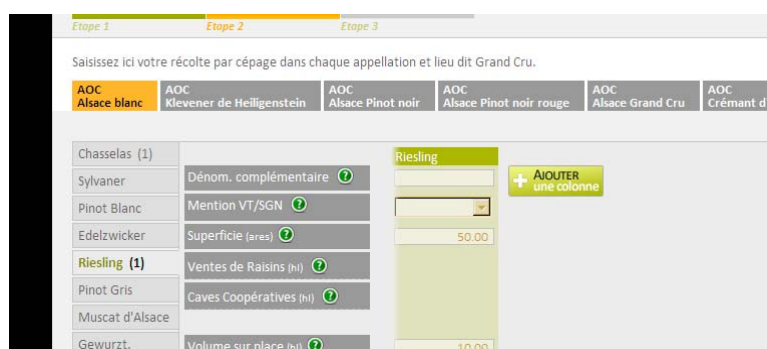 Etape 1 Etape 2 Etape 3
Saisissez ici votre récolte par cépage dans chaque appellation et lieu dit Grand Cru.
AOC AOC AOC AOC AOC AOC
Alsace blanc Klevener de Heiligenstein Alsace Pinot noir Alsace Pinot noir rouge Alsace Grand Cru Crémant d
Chasselas (1) Riesling
Sylvaner Dénom. complémentaire ? + AJOUTER
une colonne
Pinot Blanc Mention VT/SGN ?
Edelzwicker Superficie (ares) ? 50.00
Riesling (1) Ventes de Raisins (hl) ?
Pinot Gris Caves Coopératives (hl) ?
Muscat d'Alsace
Gewurzt. Volume sur place (hl) ? 10.00